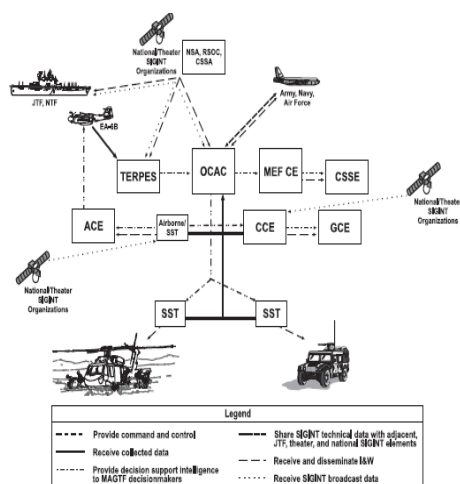 National/Theater
SIGINT
Organizations
NSA, RSOC,
CSSA
JTF, NTF
Army, Navy,
Air Force
EA-6B
TERPES
OCAC
MEF CE
CSSE
National/Theate
SIGINT
Organizations
ACE
Airborne/
SST
CCE
GCE
National/Theater
SIGINT
Organizations
SST
SST
Legend
Provide command and control
Receive collected data
Provide decision support intelligence
to MAGTF decisionmakers
Share SIGINT technical data with adjacent,
JTF, theater, and national SIGINT elements
Receive and disseminate I&W
Receive SIGINT broadcast data